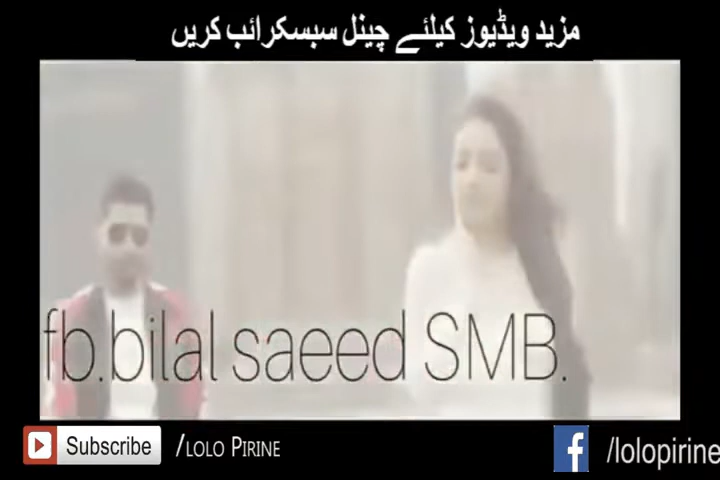 مزید ویڈیوز کیلئے چینل سبسکرائب کریں
fb.bilal saeed SMB.
Subscribe /LOLO PIRINE
f /lolopirine